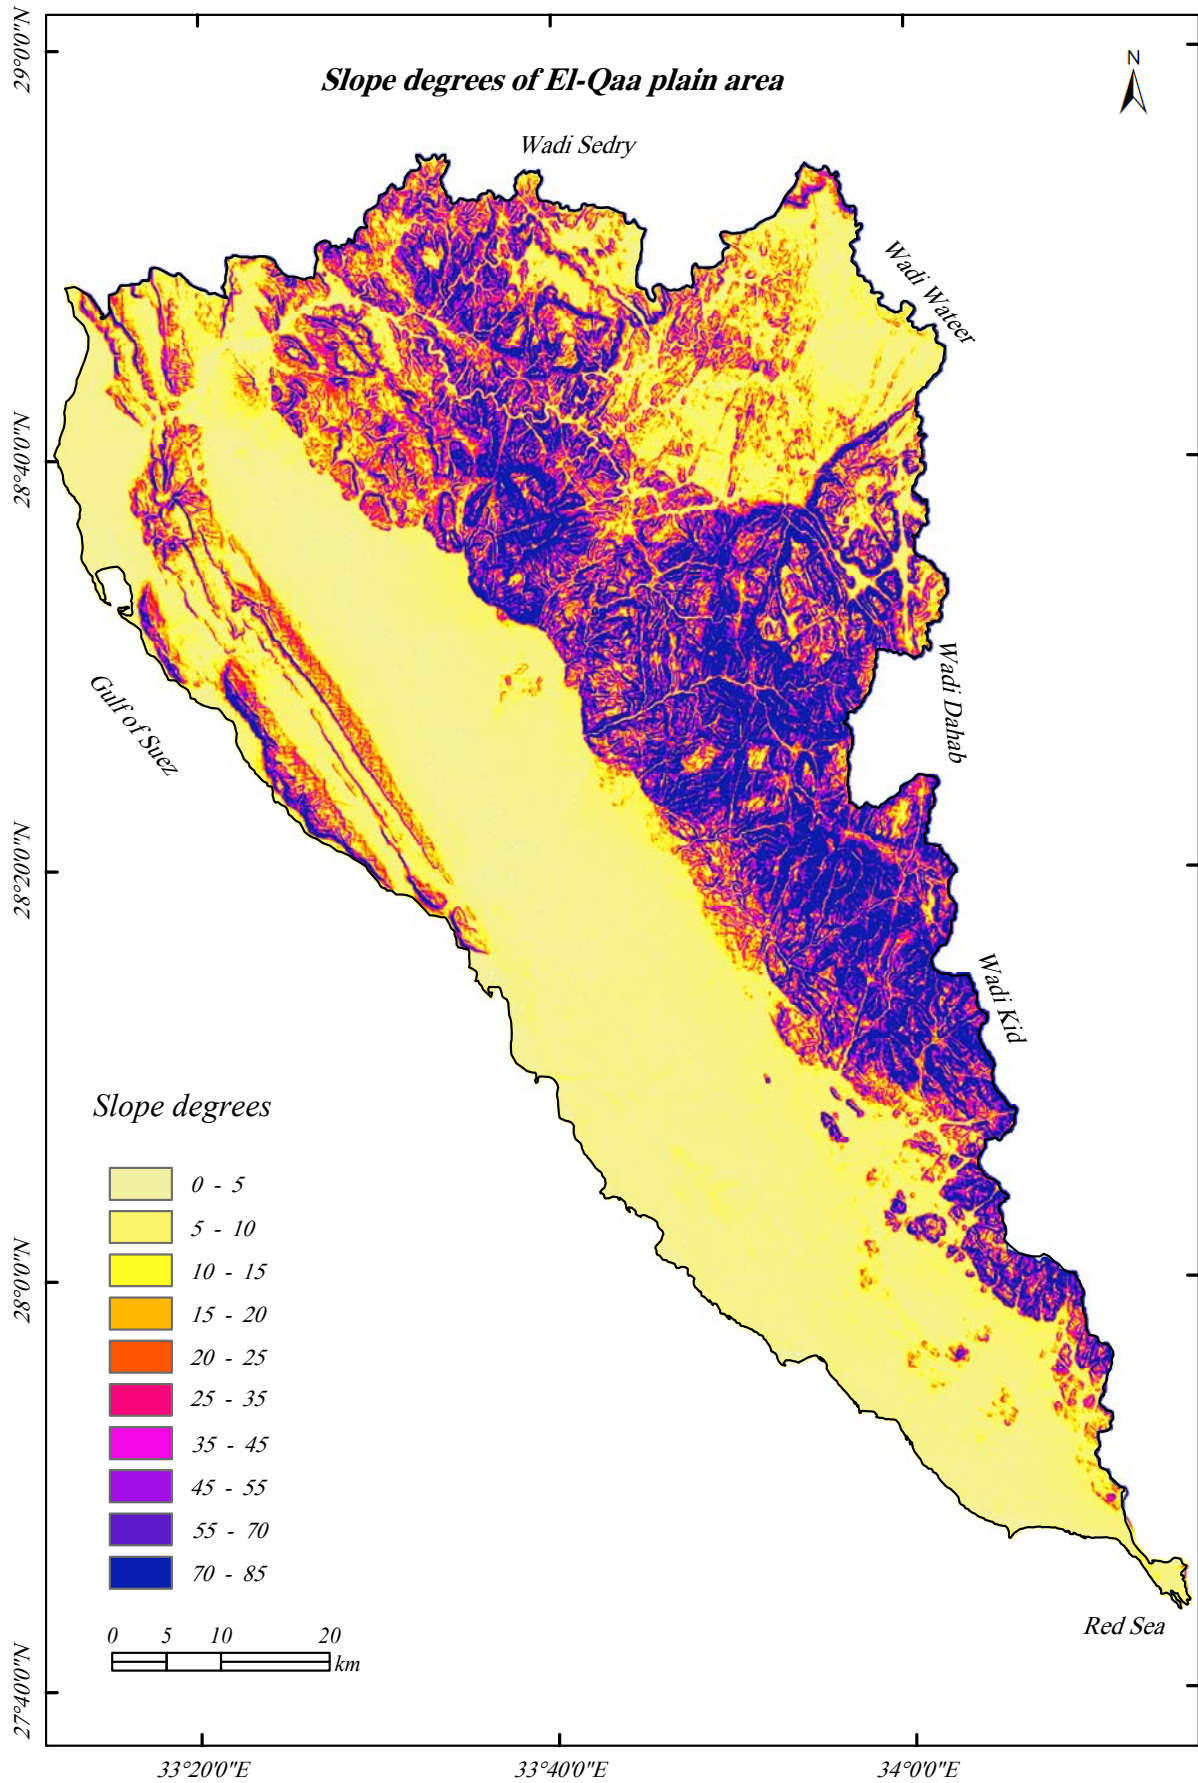 Slope degrees of El-Qaa plain area
N
Wadi Sedry
Wadi Wateer
Wadi Dahab
Gulf of Suez
Wadi Kid
Red Sea
Slope degrees
0 - 5
5 - 10
10 - 15
15 - 20
20 - 25
25 - 35
35 - 45
45 - 55
55 - 70
70 - 85
0 5 10 20
km
29°0'0"N
28°40'0"N
28°20'0"N
28°0'0"N
27°40'0"N
33°20'0"E 33°40'0"E 34°0'0"E